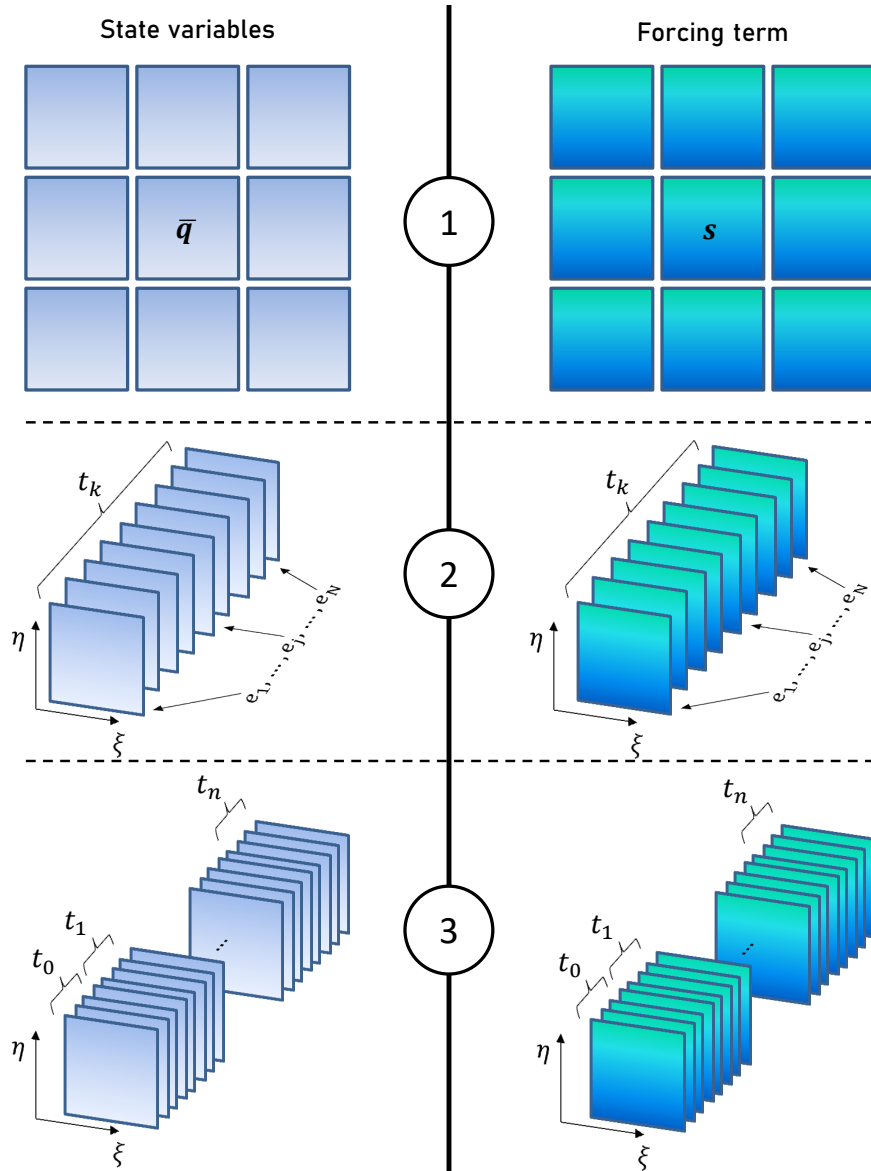 State variables
Forcing term
q̄
1
s
t_k
t_k
2
η
e_1,...,e_j,...,e_N
ξ
η
e_1,...,e_j,...,e_N
ξ
t_n
t_n
3
t_1
t_0
...
t_1
t_0
...
η
ξ
η
ξ